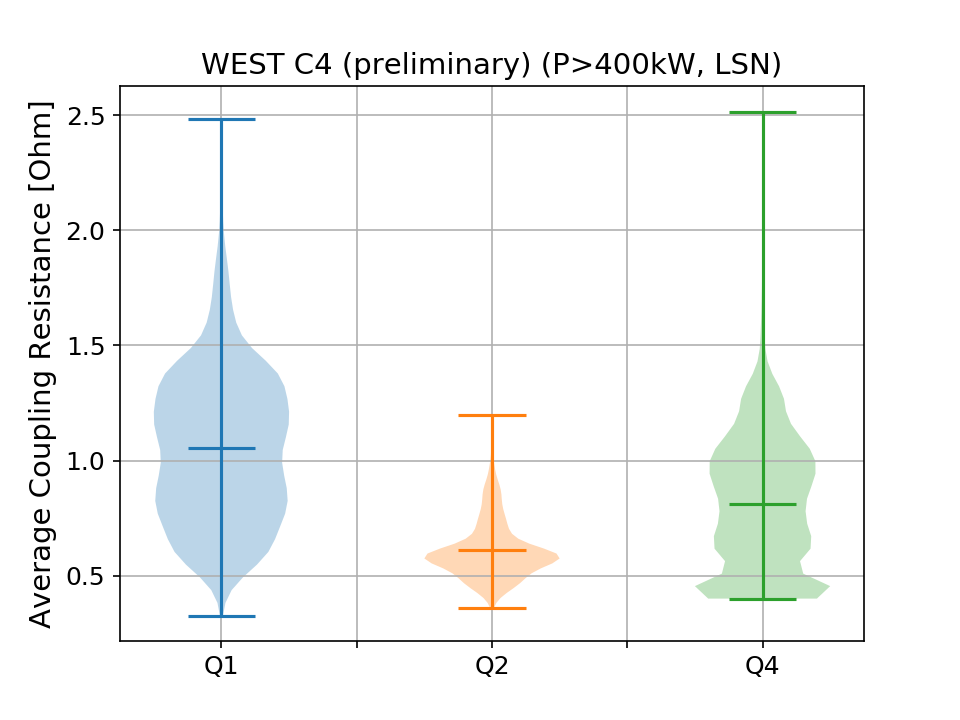 WEST C4 (preliminary) (P>400kW, LSN)
Average Coupling Resistance [Ohm]
2.5
2.0
1.5
1.0
0.5
Q1 Q2 Q4